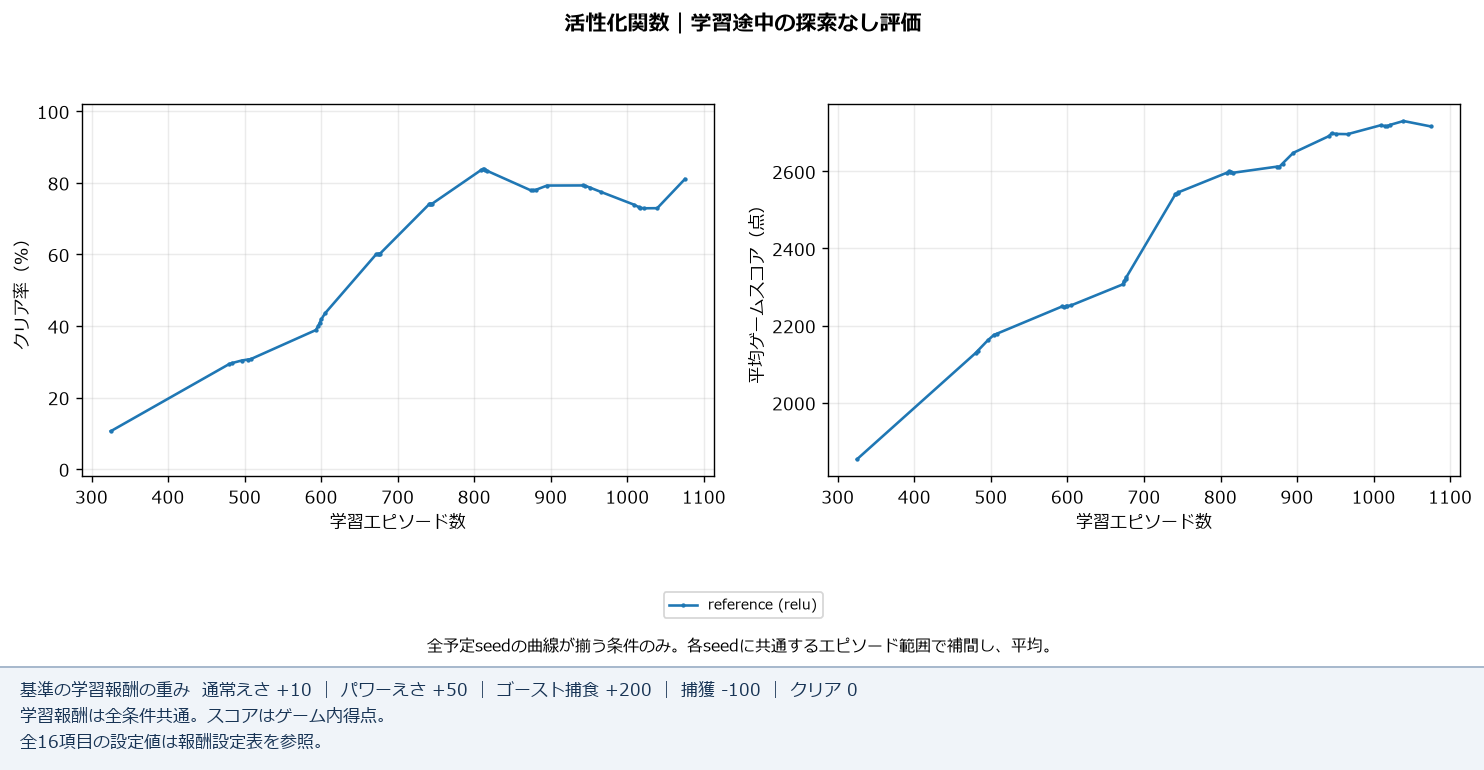 活性化関数｜学習途中の探索なし評価
クリア率（%）
100
80
60
40
20
0
300 400 500 600 700 800 900 1000 1100
学習エピソード数
平均ゲームスコア（点）
2600
2400
2200
2000
300 400 500 600 700 800 900 1000 1100
学習エピソード数
reference (relu)
全予定seedの曲線が揃う条件のみ。各seedに共通するエピソード範囲で補間し、平均。
基準の学習報酬の重み 通常えさ +10 ｜ パワーえさ +50 ｜ ゴースト捕食 +200 ｜ 捕獲 -100 ｜ クリア 0
学習報酬は全条件共通。スコアはゲーム内得点。
全16項目の設定値は報酬設定表を参照。